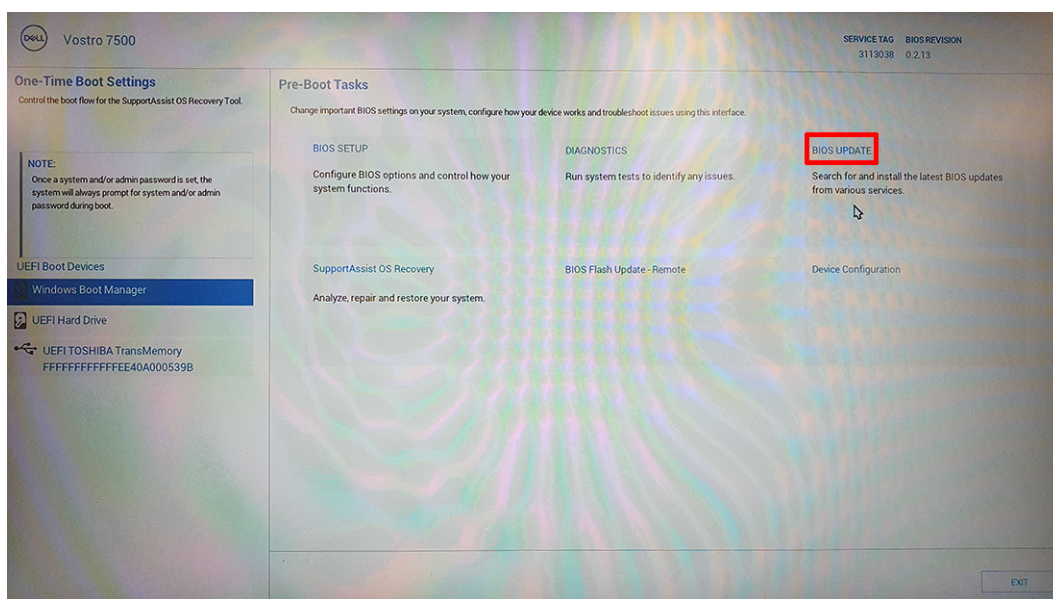 DELL
Vostro 7500
SERVICE TAG BIOS REVISION
3113038 0.2.13
One-Time Boot Settings
Control the boot flow for the SupportAssist OS Recovery Tool.
NOTE:
Once a system and/or admin password is set, the
system will always prompt for system and/or admin
password during boot.
UEFI Boot Devices
Windows Boot Manager
UEFI Hard Drive
UEFI TOSHIBA TransMemory
FFFFFFFFFFFFEE40A000539B
Pre-Boot Tasks
Change important BIOS settings on your system, configure how your device works and troubleshoot issues using this interface.
BIOS SETUP
Configure BIOS options and control how your
system functions.
DIAGNOSTICS
Run system tests to identify any issues.
BIOS UPDATE
Search for and install the latest BIOS updates
from various services.
SupportAssist OS Recovery
Analyze, repair and restore your system.
BIOS Flash Update - Remote
Device Configuration
EXIT